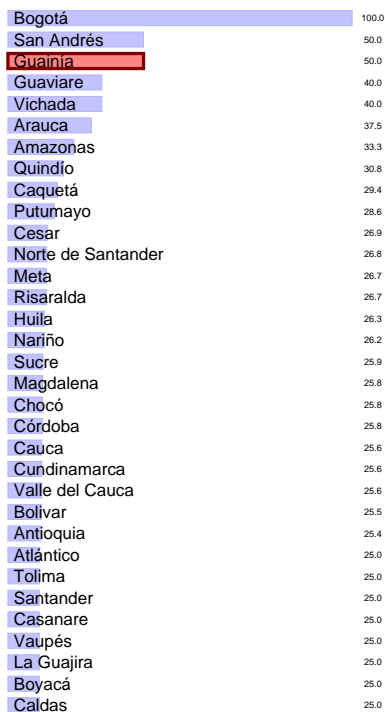 Bogotá 100.0
San Andrés 50.0
Guainía 50.0
Guaviare 40.0
Vichada 40.0
Arauca 37.5
Amazonas 33.3
Quindío 30.8
Caquetá 29.4
Putumayo 28.6
Cesar 26.9
Norte de Santander 26.8
Meta 26.7
Risaralda 26.7
Huila 26.3
Nariño 26.2
Sucre 25.9
Magdalena 25.8
Chocó 25.8
Córdoba 25.8
Cauca 25.6
Cundinamarca 25.6
Valle del Cauca 25.6
Bolivar 25.5
Antioquia 25.4
Atlántico 25.0
Tolima 25.0
Santander 25.0
Casanare 25.0
Vaupés 25.0
La Guajira 25.0
Boyacá 25.0
Caldas 25.0